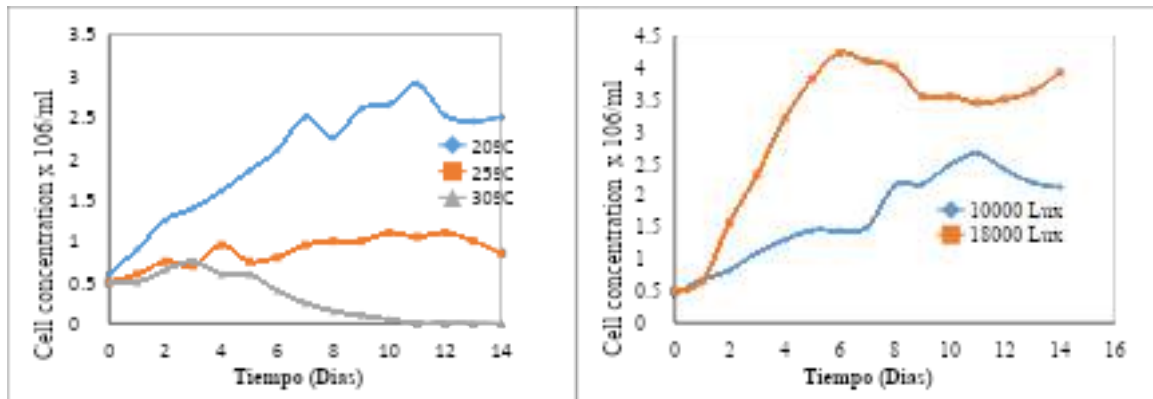 Cell concentration x 106/ml
3.5
3
2.5
2
1.5
1
0.5
0
0 2 4 6 8 10 12 14
Tiempo (Dias)
20ºC
25ºC
30ºC
Cell concentration x 106/ml
4.5
4
3.5
3
2.5
2
1.5
1
0.5
0
0 2 4 6 8 10 12 14 16
Tiempo (Dias)
10000 Lux
18000 Lux